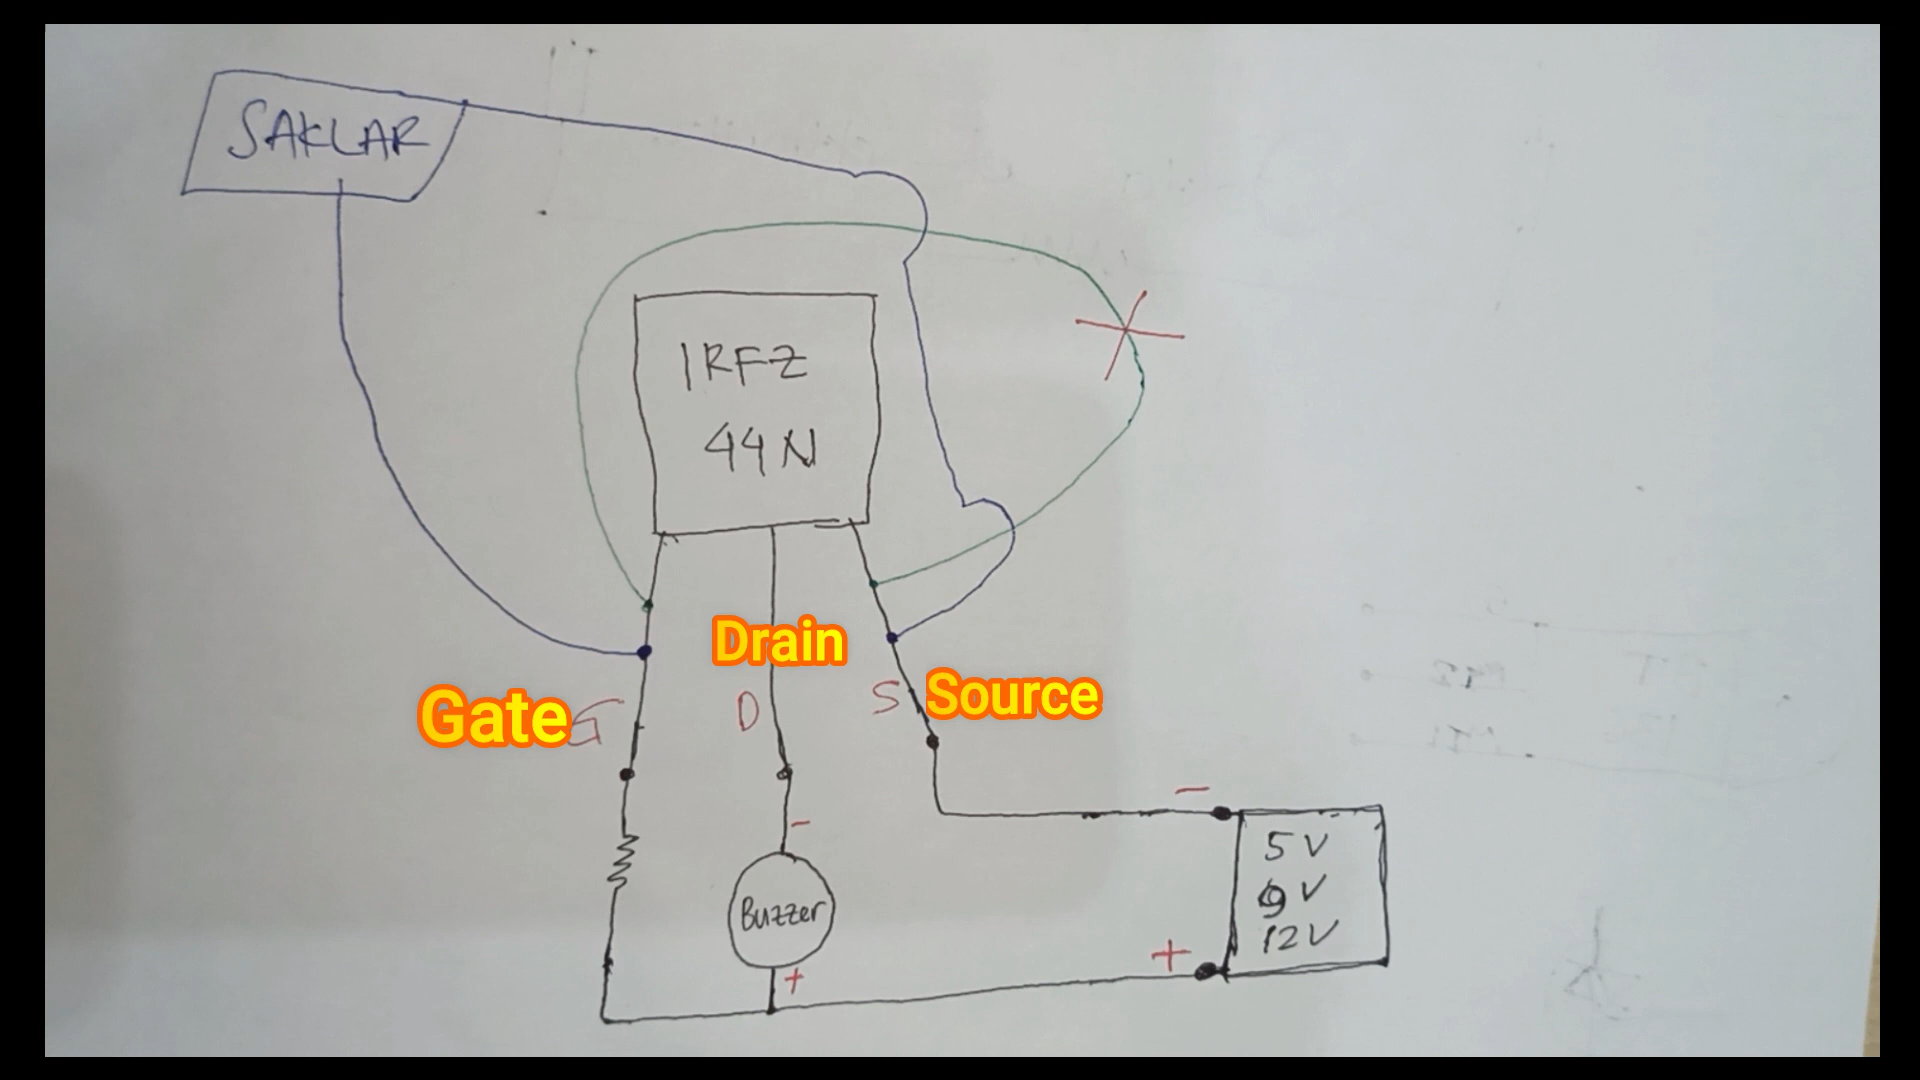 SAKLAR
IRFZ
44N
Drain
Gate
G
D
S
Source
-
-
Buzzer
+
+
5V
9V
12V